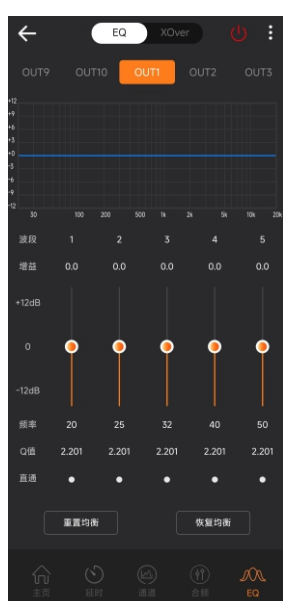 EQ XOver
OUT9 OUT10 OUT1 OUT2 OUT3
+12
+9
+6
+3
+0
-3
-6
-9
-12
50 100 200 500 1k 2k 5k 10k 20k
波段 1 2 3 4 5
增益 0.0 0.0 0.0 0.0 0.0
+12dB
0
-12dB
频率 20 25 32 40 50
Q值 2.201 2.201 2.201 2.201 2.201
直通
重置均衡 恢复均衡
主页 延时 通道 合频 EQ